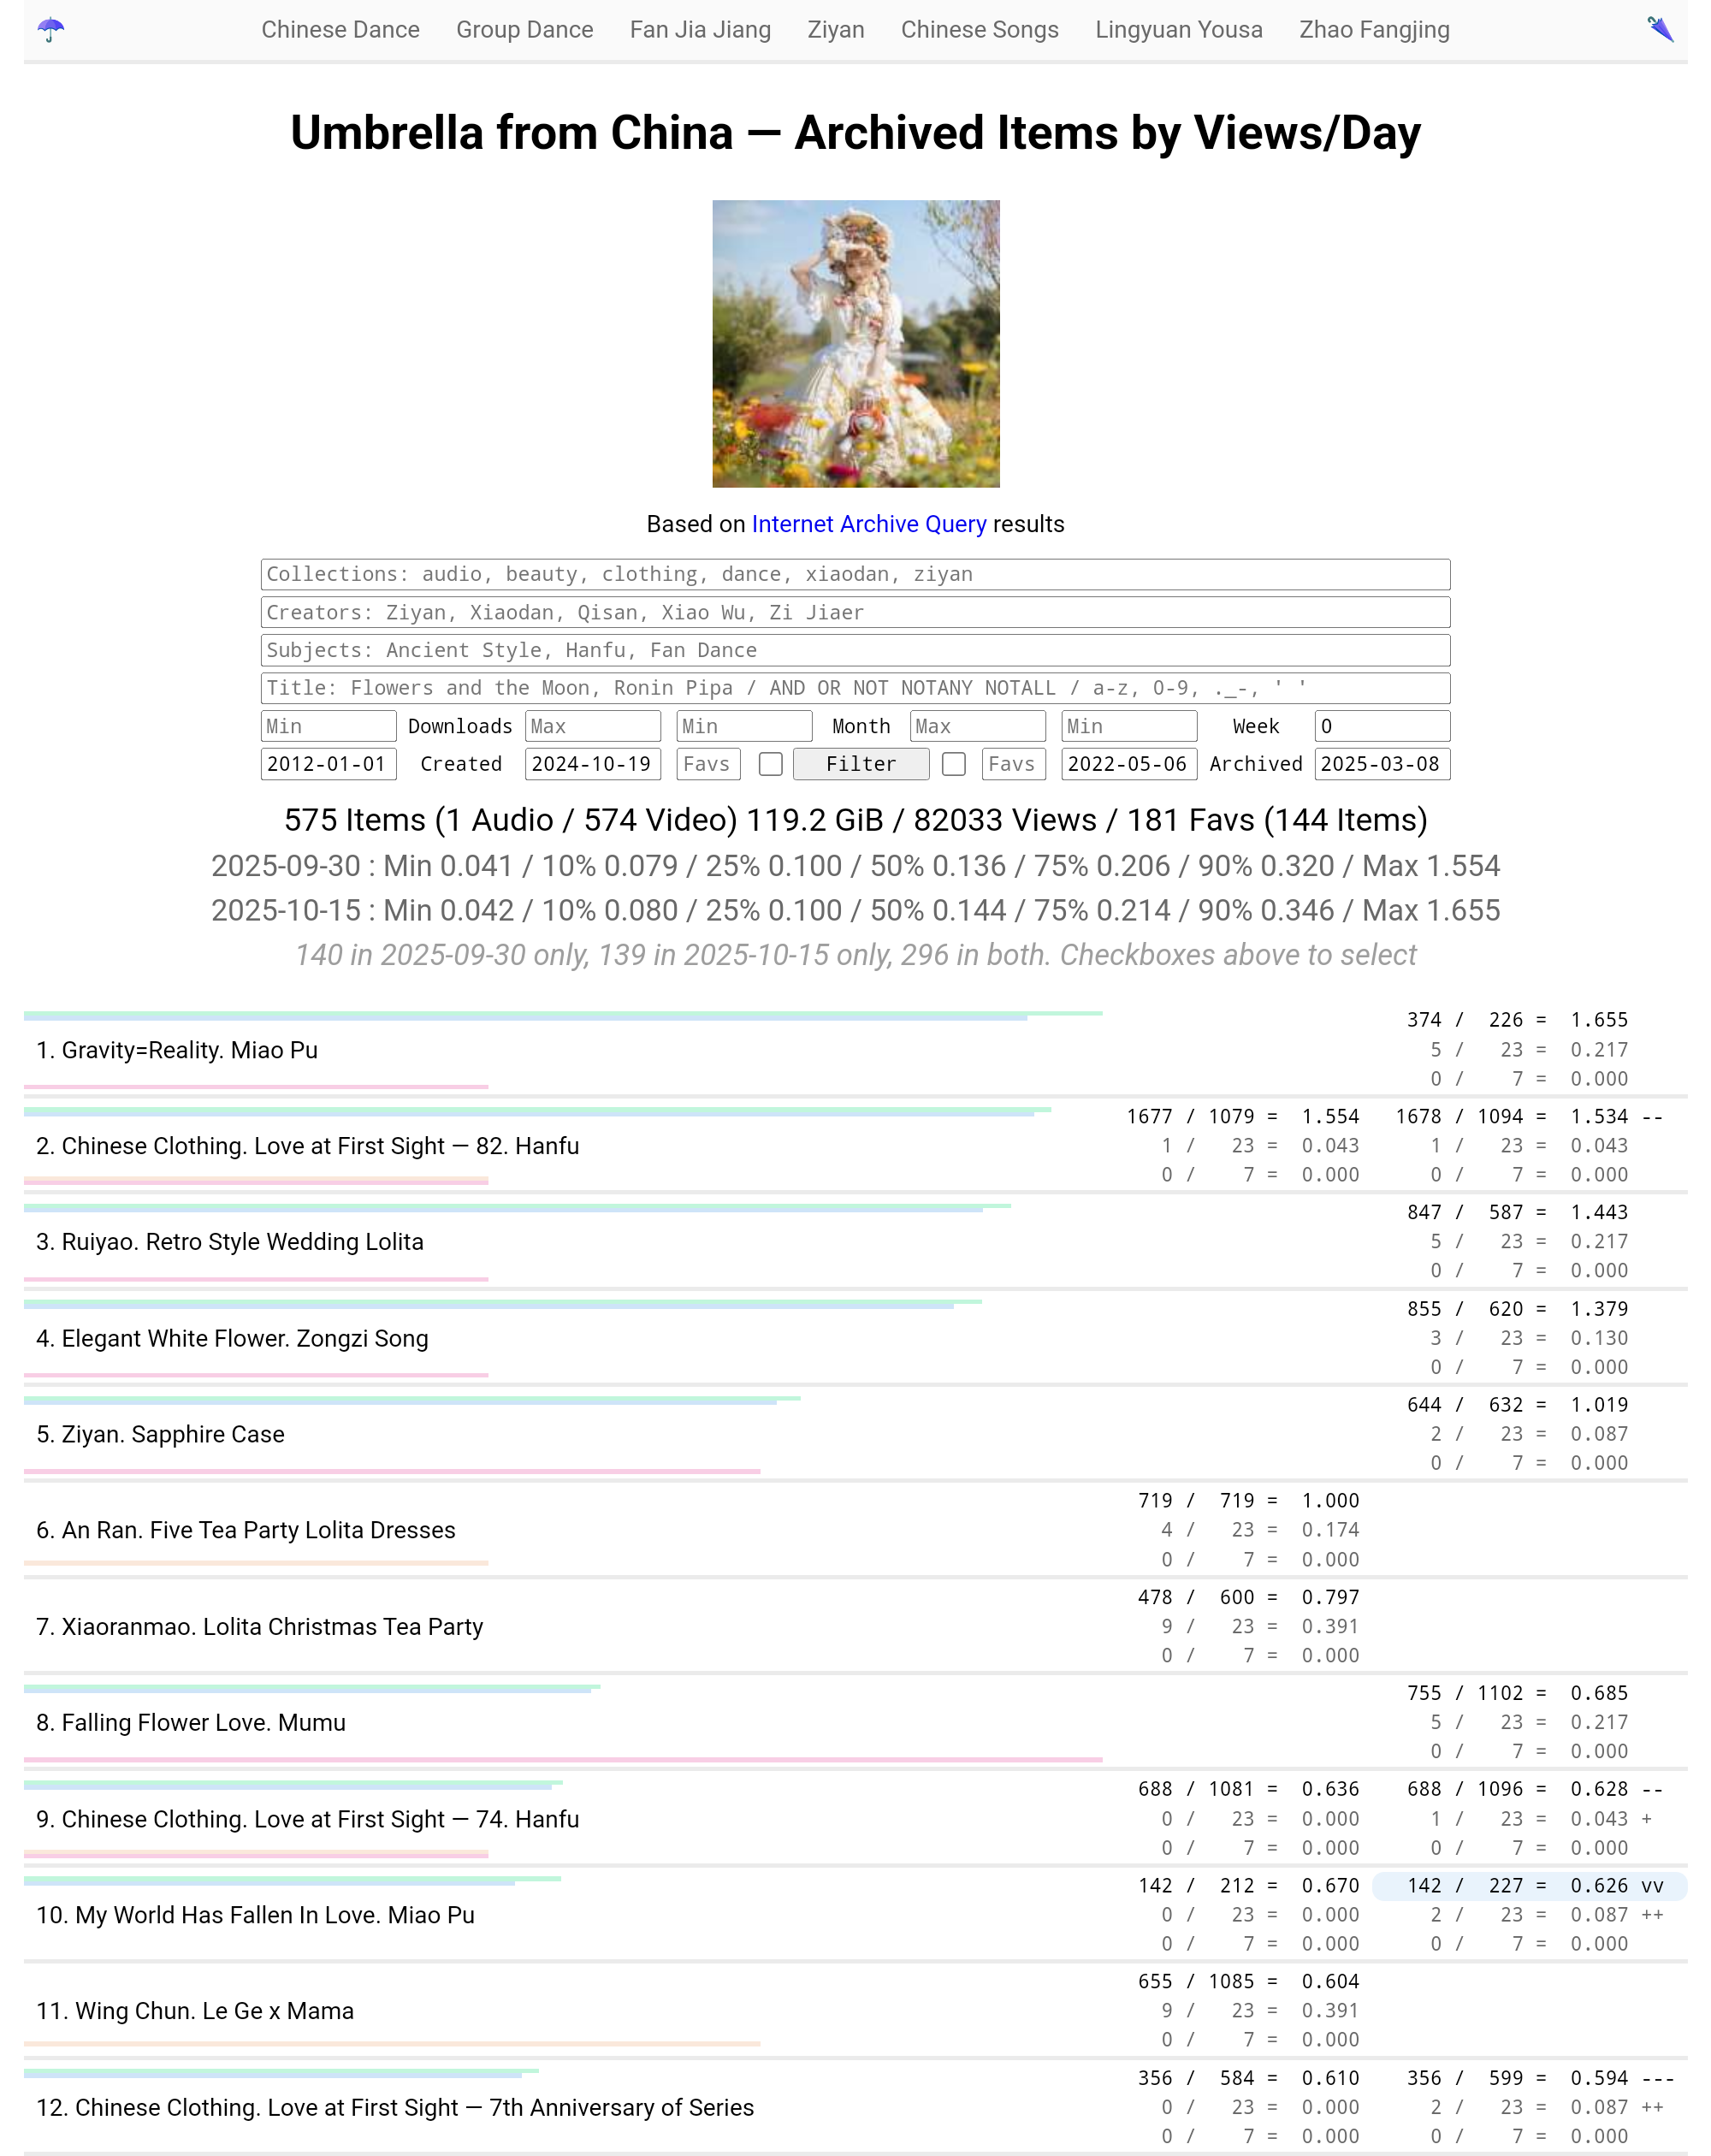 Chinese Dance Group Dance Fan Jia Jiang Ziyan Chinese Songs Lingyuan Yousa Zhao Fangjing
Umbrella from China — Archived Items by Views/Day
Based on Internet Archive Query results
Collections: audio, beauty, clothing, dance, xiaodan, ziyan
Creators: Ziyan, Xiaodan, Qisan, Xiao Wu, Zi Jiaer
Subjects: Ancient Style, Hanfu, Fan Dance
Title: Flowers and the Moon, Ronin Pipa / AND OR NOT NOTANY NOTALL / a-z, 0-9, ._-, ' '
Min Downloads Max Min Month Max Min Week 0
2012-01-01 Created 2024-10-19 Favs Filter Favs 2022-05-06 Archived 2025-03-08
575 Items (1 Audio / 574 Video) 119.2 GiB / 82033 Views / 181 Favs (144 Items)
2025-09-30 : Min 0.041 / 10% 0.079 / 25% 0.100 / 50% 0.136 / 75% 0.206 / 90% 0.320 / Max 1.554
2025-10-15 : Min 0.042 / 10% 0.080 / 25% 0.100 / 50% 0.144 / 75% 0.214 / 90% 0.346 / Max 1.655
140 in 2025-09-30 only, 139 in 2025-10-15 only, 296 in both. Checkboxes above to select
374 / 226 = 1.655
1. Gravity=Reality. Miao Pu 5 / 23 = 0.217
0 / 7 = 0.000
1677 / 1079 = 1.554 1678 / 1094 = 1.534 --
2. Chinese Clothing. Love at First Sight — 82. Hanfu 1 / 23 = 0.043 1 / 23 = 0.043
0 / 7 = 0.000 0 / 7 = 0.000
847 / 587 = 1.443
3. Ruiyao. Retro Style Wedding Lolita 5 / 23 = 0.217
0 / 7 = 0.000
855 / 620 = 1.379
4. Elegant White Flower. Zongzi Song 3 / 23 = 0.130
0 / 7 = 0.000
644 / 632 = 1.019
5. Ziyan. Sapphire Case 2 / 23 = 0.087
0 / 7 = 0.000
719 / 719 = 1.000
6. An Ran. Five Tea Party Lolita Dresses 4 / 23 = 0.174
0 / 7 = 0.000
478 / 600 = 0.797
7. Xiaoranmao. Lolita Christmas Tea Party 9 / 23 = 0.391
0 / 7 = 0.000
755 / 1102 = 0.685
8. Falling Flower Love. Mumu 5 / 23 = 0.217
0 / 7 = 0.000
688 / 1081 = 0.636 688 / 1096 = 0.628 --
9. Chinese Clothing. Love at First Sight — 74. Hanfu 0 / 23 = 0.000 1 / 23 = 0.043 +
0 / 7 = 0.000 0 / 7 = 0.000
142 / 212 = 0.670 142 / 227 = 0.626 vv
10. My World Has Fallen In Love. Miao Pu 0 / 23 = 0.000 2 / 23 = 0.087 ++
0 / 7 = 0.000 0 / 7 = 0.000
655 / 1085 = 0.604
11. Wing Chun. Le Ge x Mama 9 / 23 = 0.391
0 / 7 = 0.000
356 / 584 = 0.610 356 / 599 = 0.594 ---
12. Chinese Clothing. Love at First Sight — 7th Anniversary of Series 0 / 23 = 0.000 2 / 23 = 0.087 ++
0 / 7 = 0.000 0 / 7 = 0.000